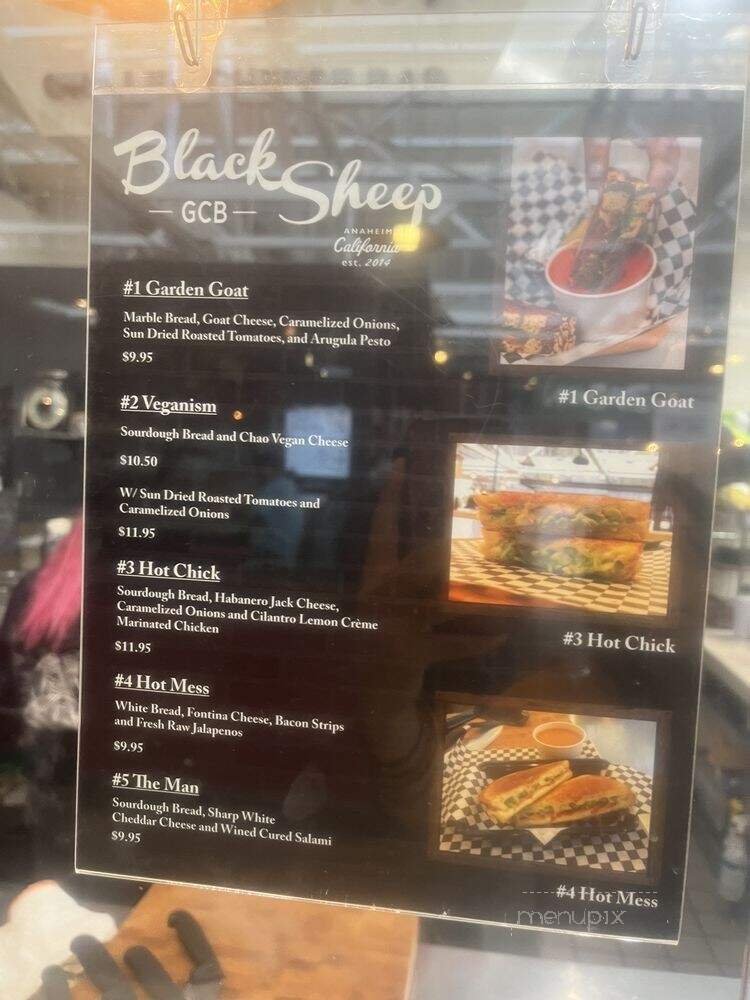 Black Sheep
GCB
ANAHEIM
California
est. 2014
#1 Garden Goat
Marble Bread, Goat Cheese, Caramelized Onions,
Sun Dried Roasted Tomatoes, and Arugula Pesto
$9.95
#1 Garden Goat
#2 Veganism
Sourdough Bread and Chao Vegan Cheese
$10.50
W/ Sun Dried Roasted Tomatoes and
Caramelized Onions
$11.95
#3 Hot Chick
Sourdough Bread, Habanero Jack Cheese,
Caramelized Onions and Cilantro Lemon Crème
Marinated Chicken
$11.95
#3 Hot Chick
#4 Hot Mess
White Bread, Fontina Cheese, Bacon Strips
and Fresh Raw Jalapenos
$9.95
#5 The Man
Sourdough Bread, Sharp White
Cheddar Cheese and Wined Cured Salami
$9.95
#4 Hot Mess
menupix